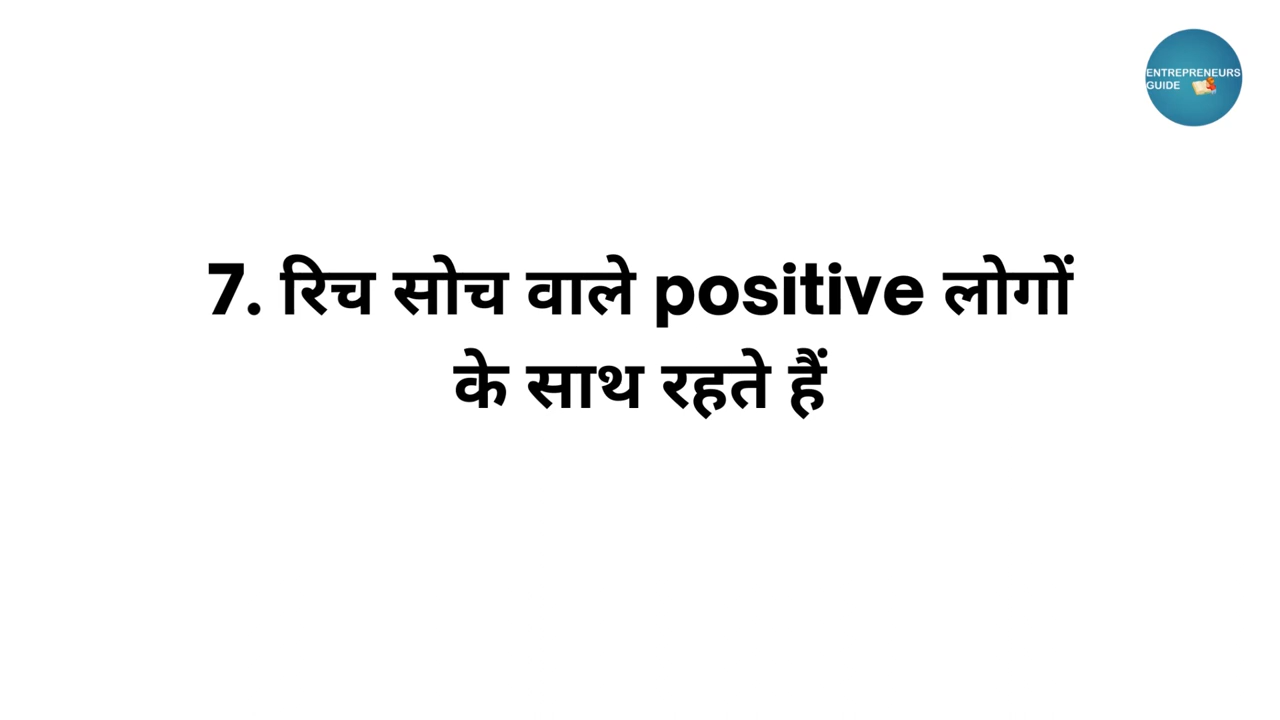 ENTREPRENEURS
GUIDE
7. रिच सोच वाले positive लोगों
के साथ रहते हैं